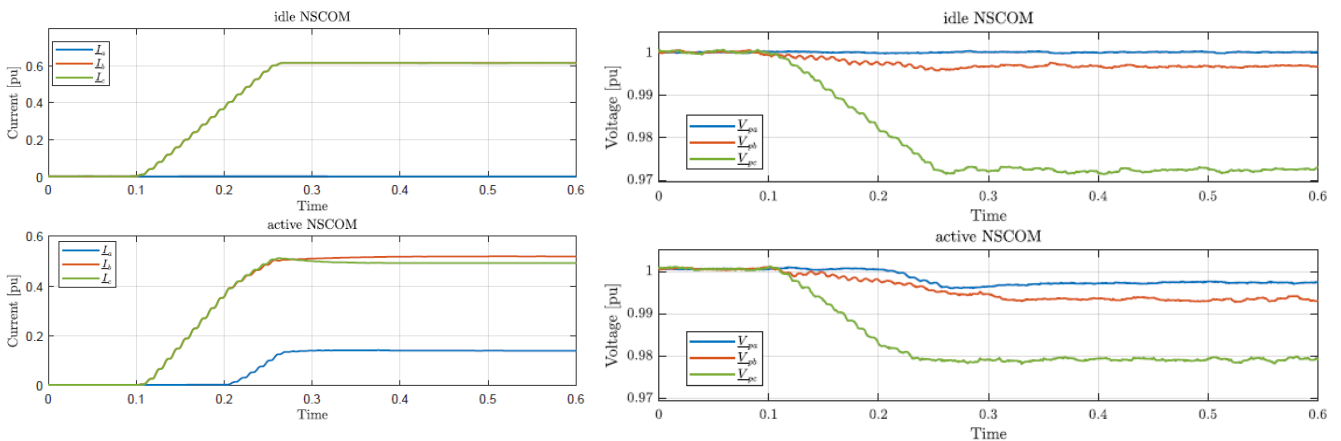 idle NSCOM
Current [pu]
0.6
0.4
0.2
0
I_a
I_b
I
0 0.1 0.2 0.3 0.4 0.5 0.6
Time
idle NSCOM
Voltage [pu]
1
0.99
0.98
0.97
V_pa
V_pb
V_pc
0 0.1 0.2 0.3 0.4 0.5 0.6
Time
active NSCOM
Current [pu]
0.6
0.4
0.2
0
I_a
I_b
I_c
0 0.1 0.2 0.3 0.4 0.5 0.6
Time
active NSCOM
Voltage [pu]
1
0.99
0.98
0.97
V_pa
V_pb
V_pc
0 0.1 0.2 0.3 0.4 0.5 0.6
Time